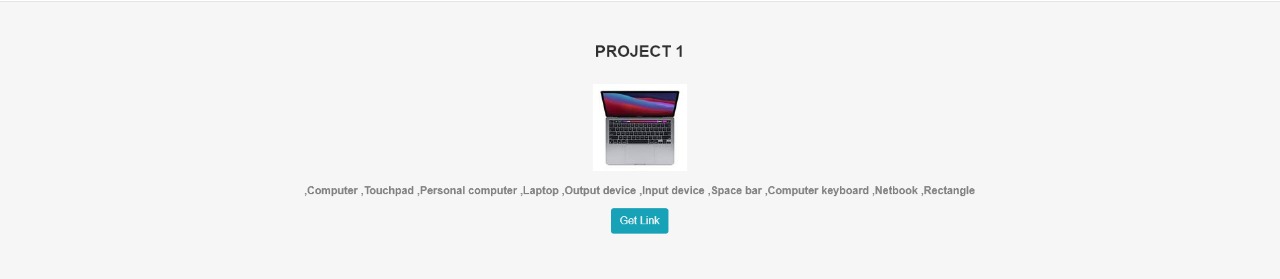 PROJECT 1
,Computer ,Touchpad ,Personal computer ,Laptop ,Output device ,Input device ,Space bar ,Computer keyboard ,Netbook ,Rectangle
Get Link